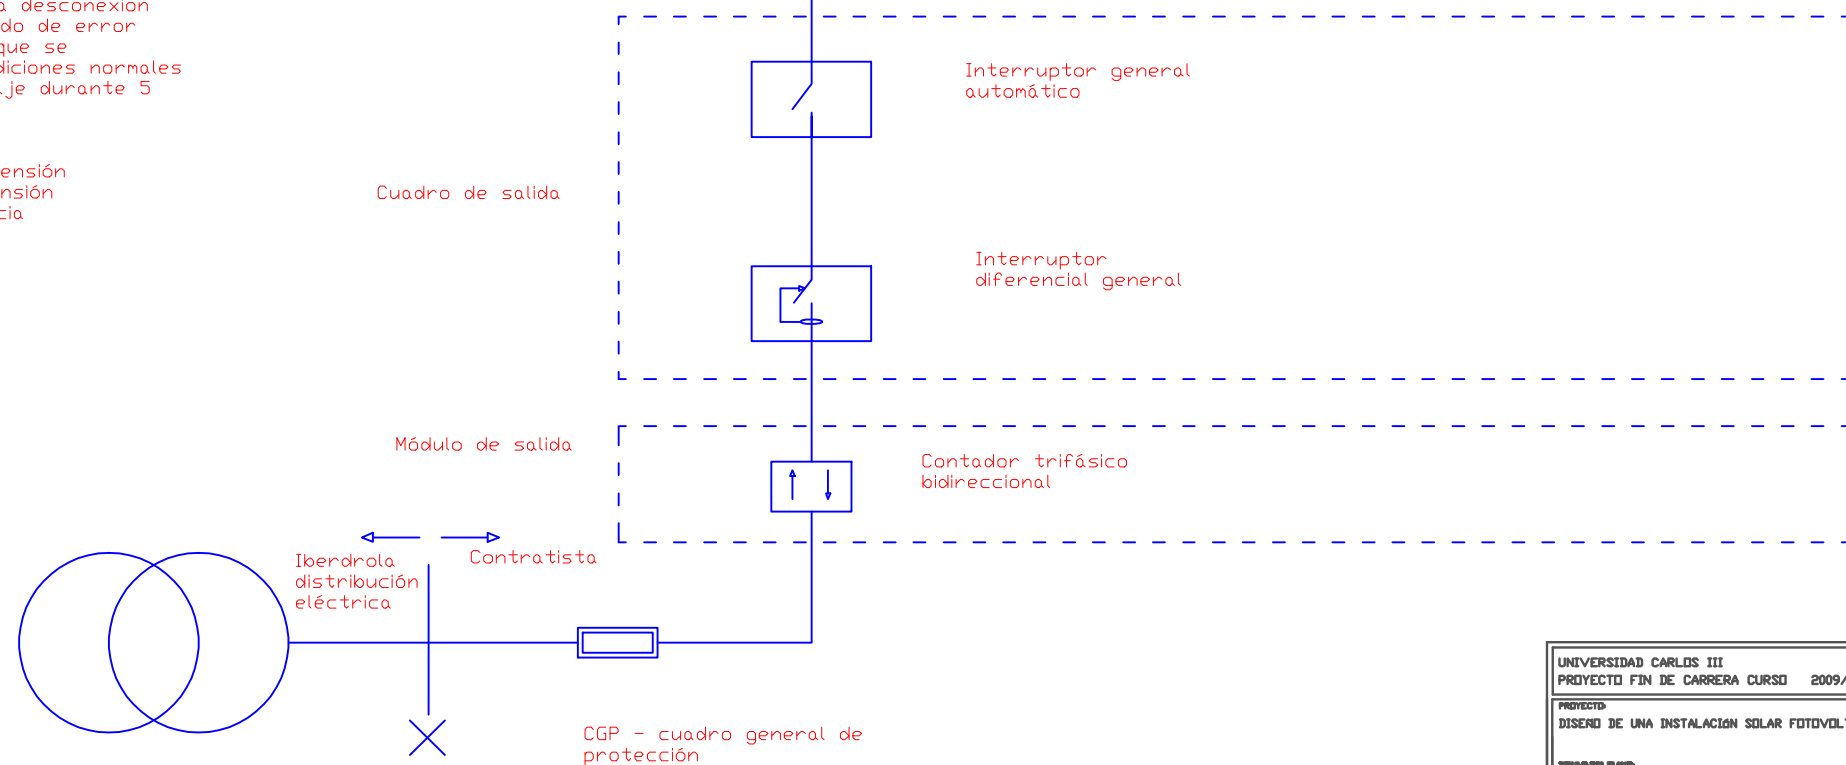 a desconexión
do de error
que se
diciones normales
je durante 5
ensión
nsión
cia
Interruptor general
automático
Cuadro de salida
Interruptor
diferencial general
Módulo de salida
Contador trifásico
bidireccional
Iberdrola
distribución
eléctrica
Contratista
CGP - cuadro general de
protección
UNIVERSIDAD CARLOS III
PROYECTO FIN DE CARRERA CURSO 2009/
PROYECTO:
DISEÑO DE UNA INSTALACIÓN SOLAR FOTOVOLT